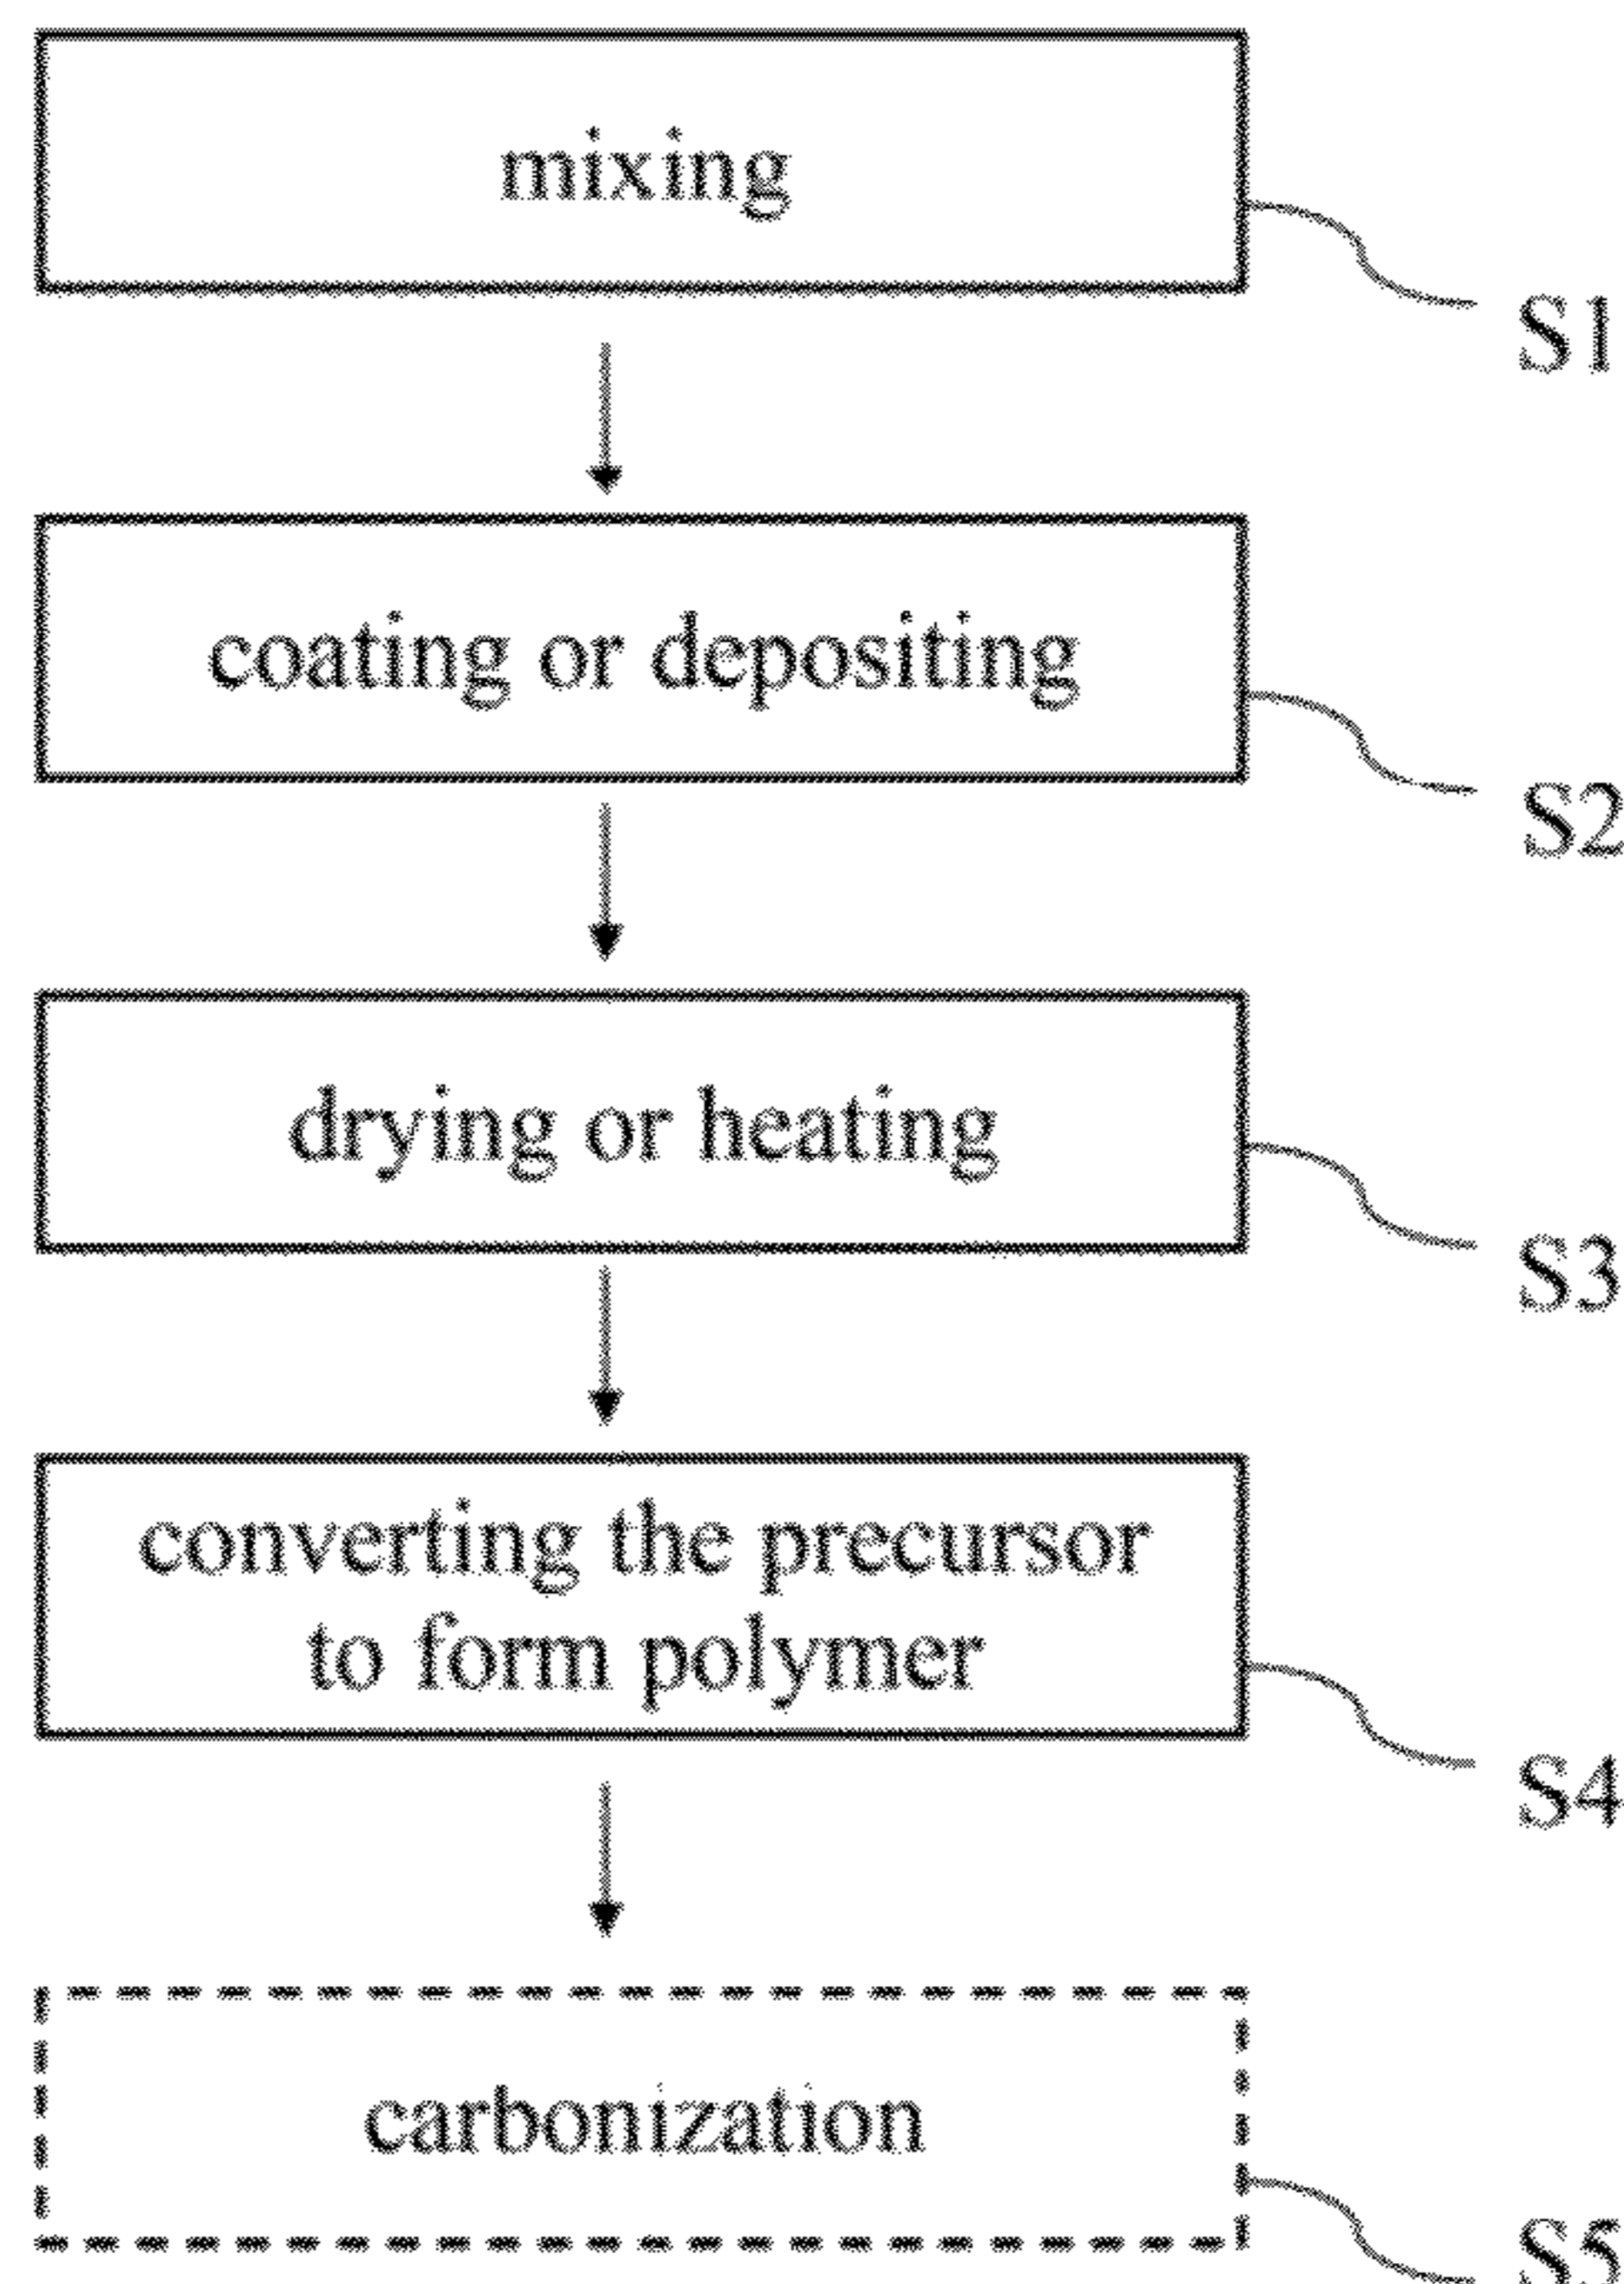 mixing
S1
coating or depositing
S2
drying or heating
S3
converting the precursor
to form polymer
S4
carbonization
S5